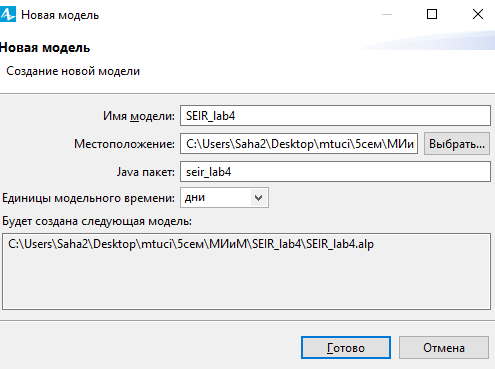 Новая модель
Новая модель
Создание новой модели
Имя модели: SEIR_lab4
Местоположение: C:\Users\Saha2\Desktop\mtuci\5сем\МИи Выбрать...
Java пакет: seir_lab4
Единицы модельного времени: дни
Будет создана следующая модель:
C:\Users\Saha2\Desktop\mtuci\5сем\МИиМ\SEIR_lab4\SEIR_lab4.alp
Готово Отмена